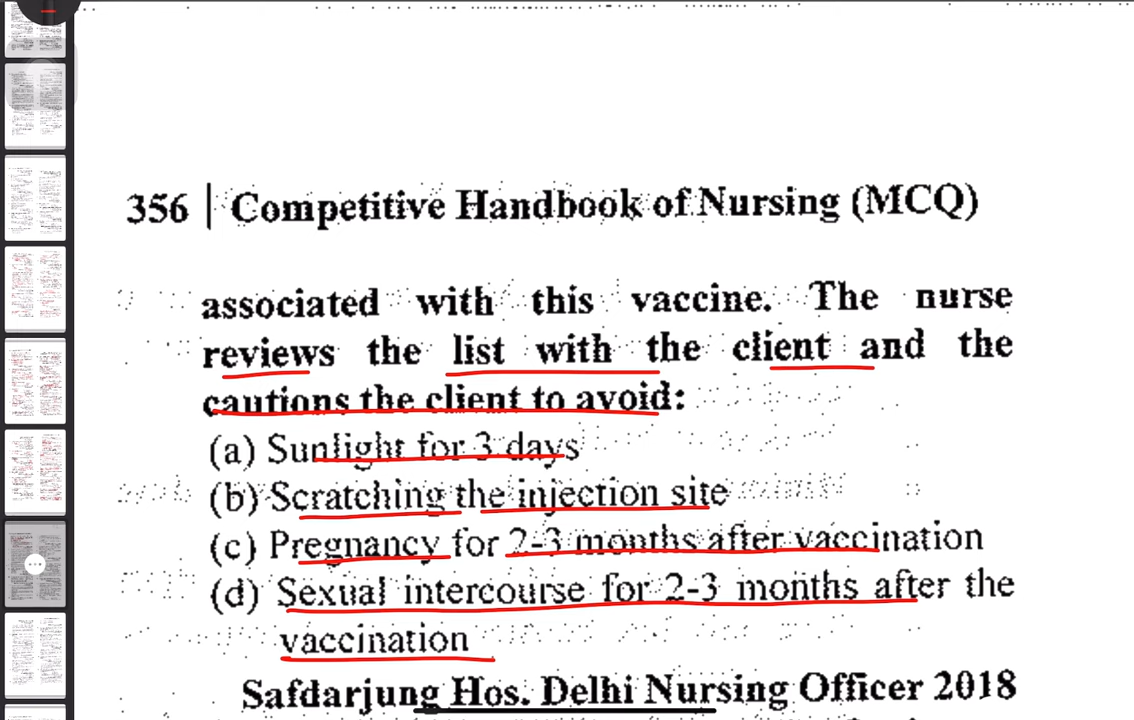 356 | Competitive Handbook of Nursing (MCQ)
associated with this vaccine. The nurse
reviews the list with the client and the
cautions the client to avoid:
(a) Sunlight for 3 days
(b) Scratching the injection site
(c) Pregnancy for 2-3 months after vaccination
(d) Sexual intercourse for 2-3 months after the
vaccination
Safdarjung Hos. Delhi Nursing Officer 2018